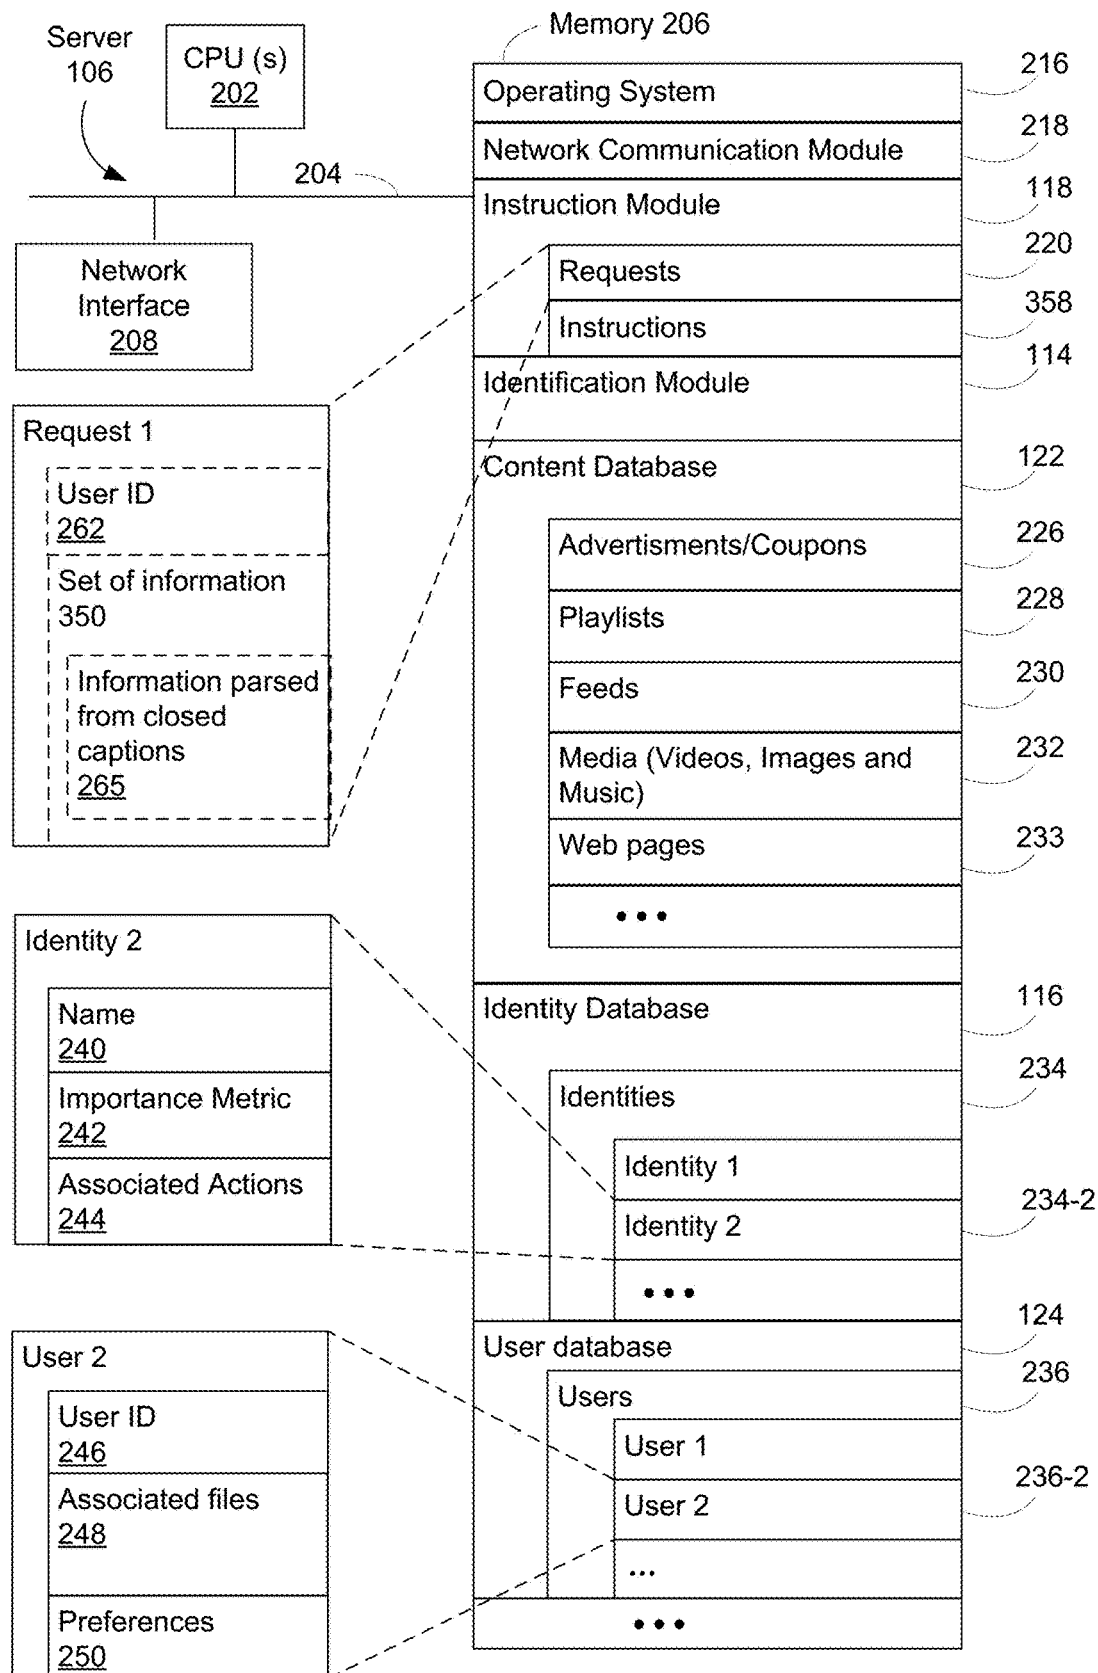 Server
106
CPU (s)
202
204
Network
Interface
208
Memory 206
Operating System
216
Network Communication Module
218
Instruction Module
118
Requests
220
Instructions
358
Identification Module
114
Content Database
122
Advertisments/Coupons
226
Playlists
228
Feeds
230
Media (Videos, Images and
Music)
232
Web pages
233
•••
Identity Database
116
Identities
234
Identity 1
Identity 2
234-2
•••
User database
124
Users
236
User 1
User 2
236-2
...
•••
Request 1
User ID
262
Set of information
350
Information parsed
from closed
captions
265
Identity 2
Name
240
Importance Metric
242
Associated Actions
244
User 2
User ID
246
Associated files
248
Preferences
250